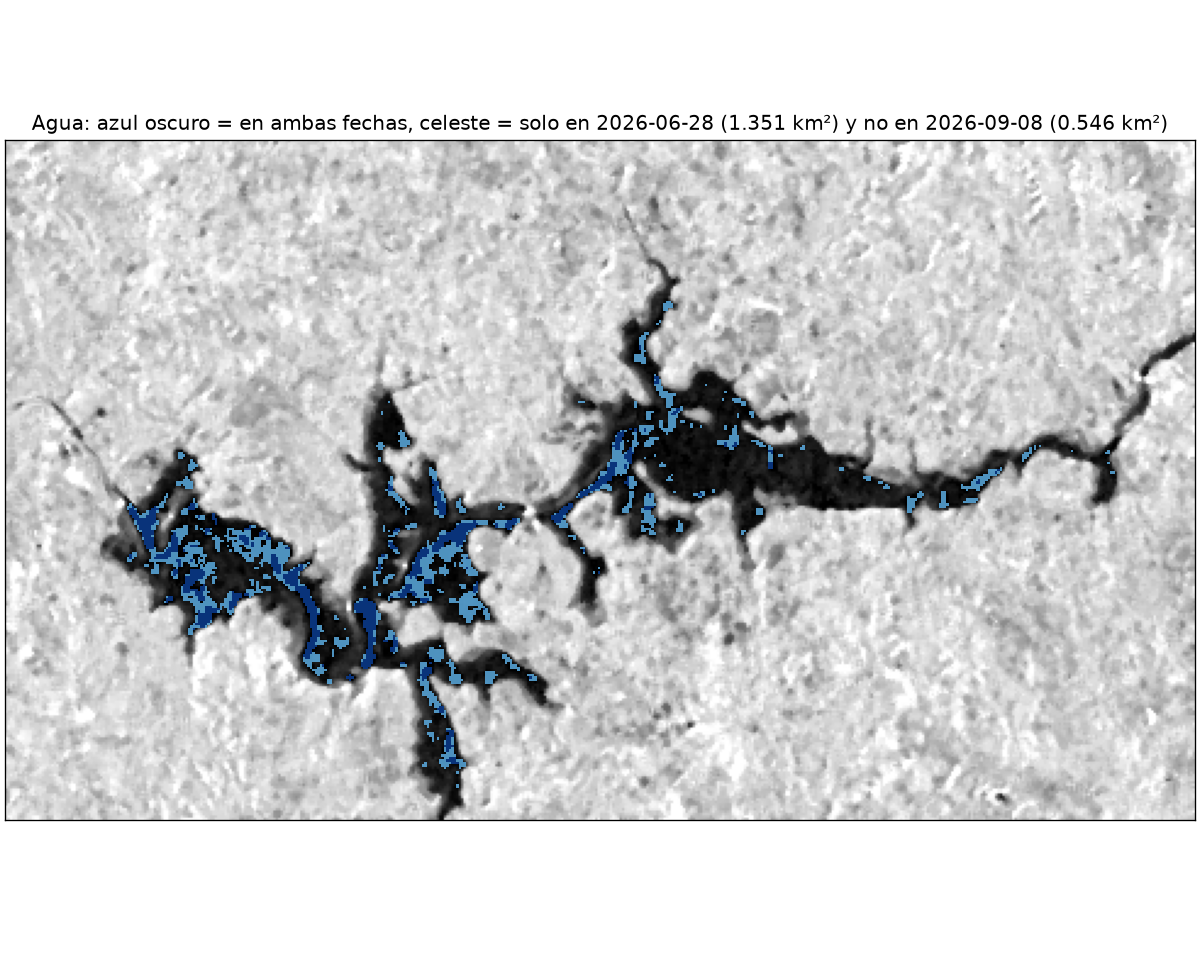 Agua: azul oscuro = en ambas fechas, celeste = solo en 2026-06-28 (1.351 km²) y no en 2026-09-08 (0.546 km²)